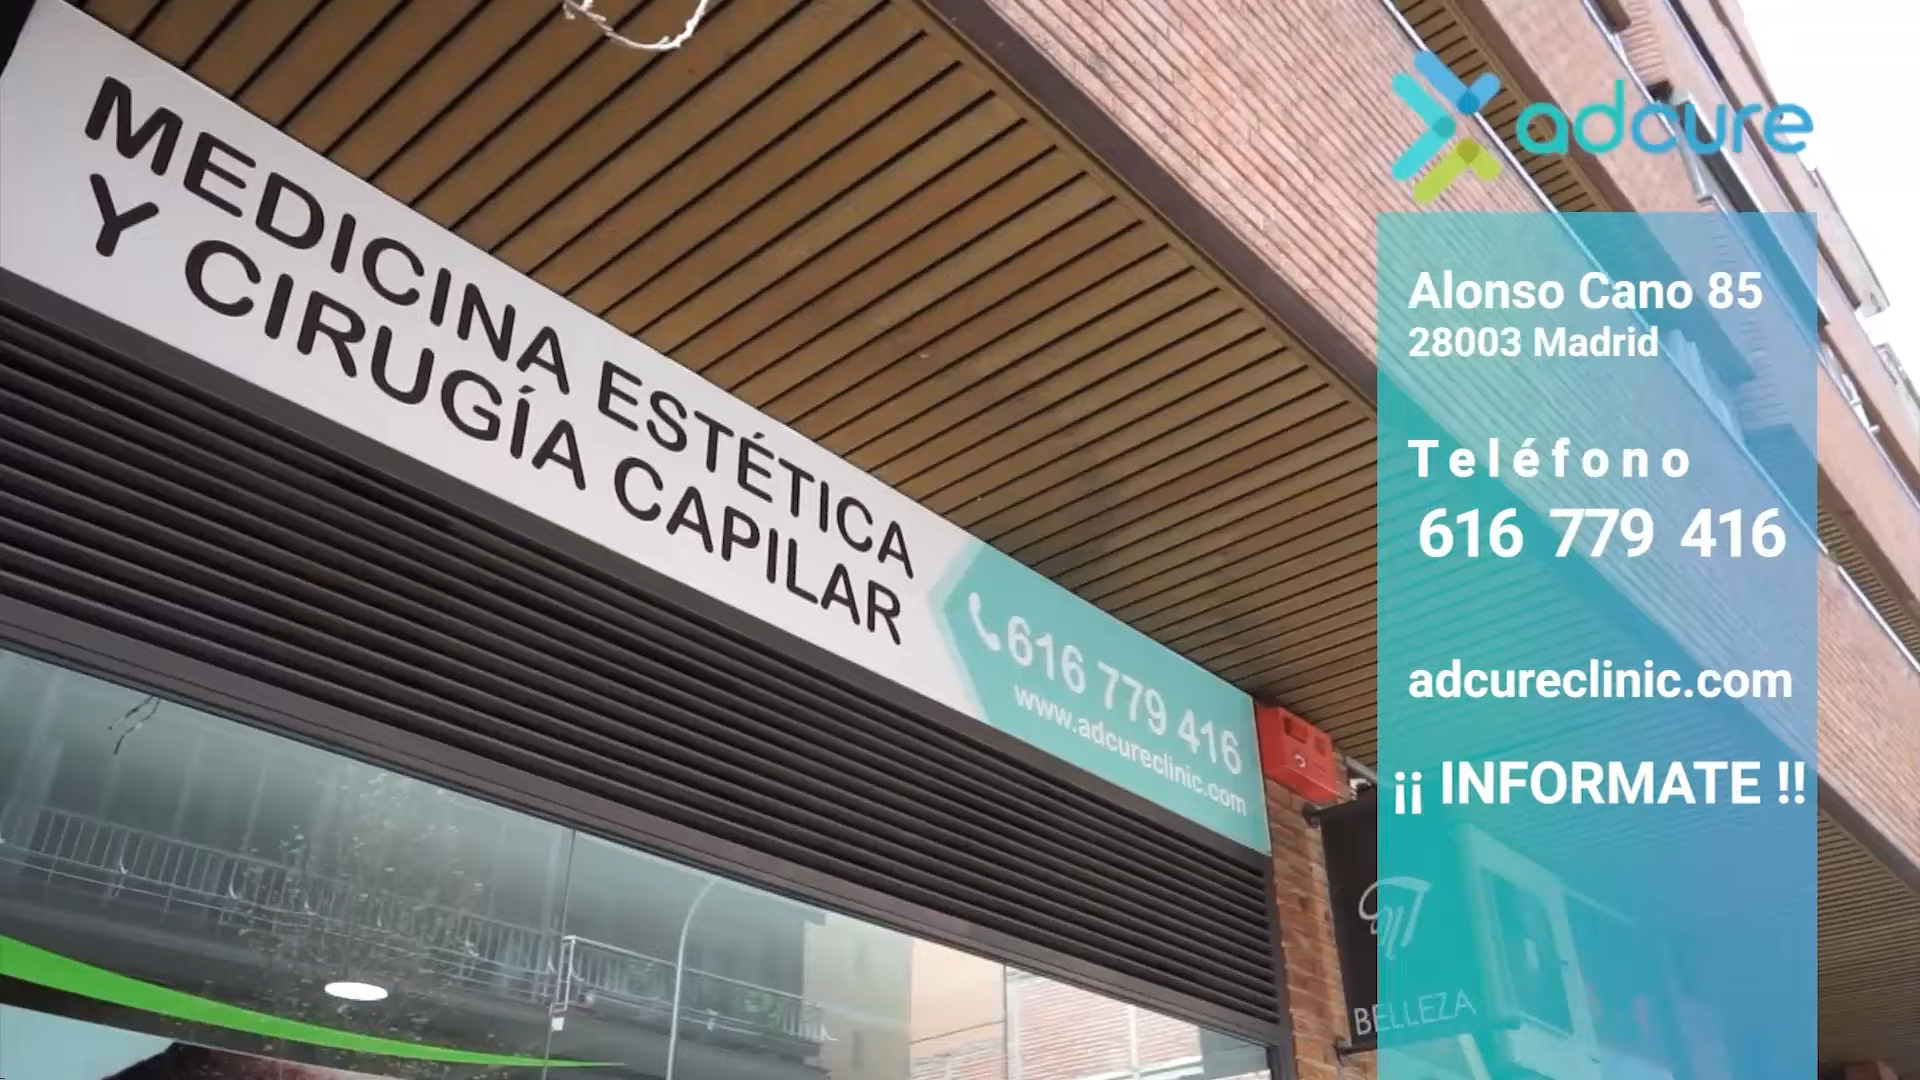 MEDICINA ESTÉTICA
Y CIRUGÍA CAPILAR
616 779 416
www.adcureclinic.com
BELLEZA
adcure
Alonso Cano 85
28003 Madrid
Teléfono
616 779 416
adcureclinic.com
¡¡ INFORMATE !!